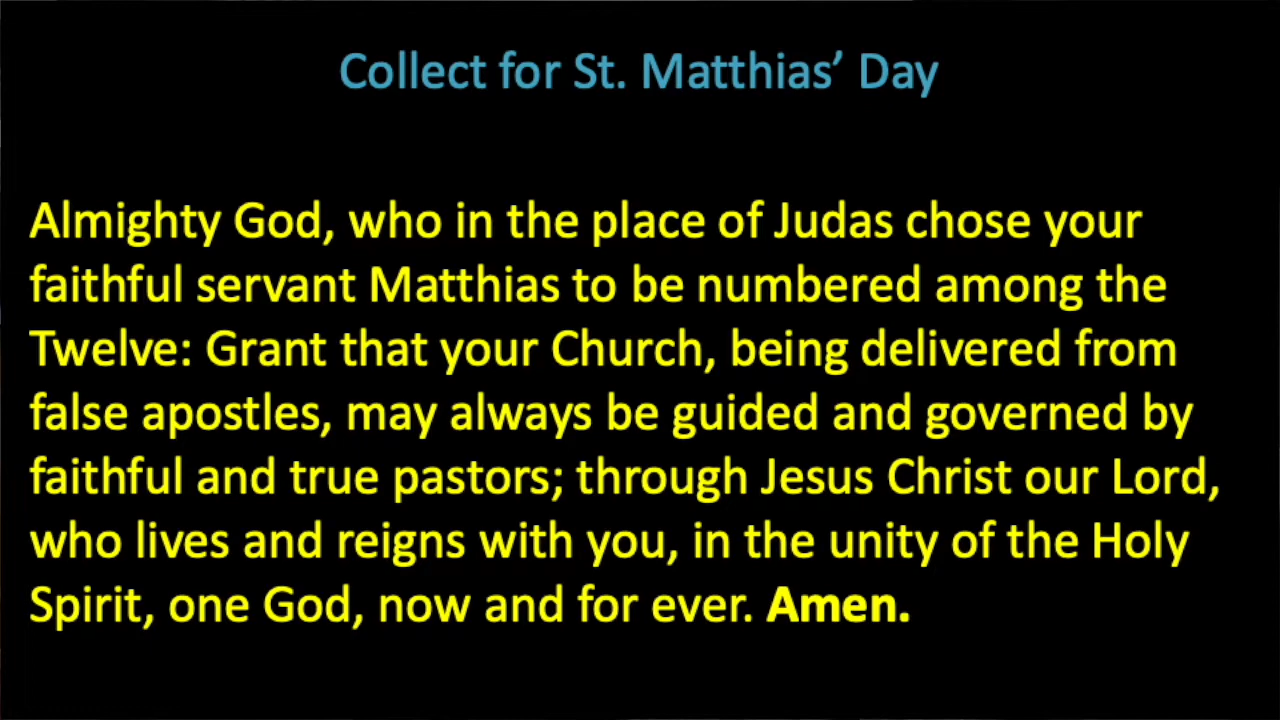 Collect for St. Matthias’ Day
Almighty God, who in the place of Judas chose your
faithful servant Matthias to be numbered among the
Twelve: Grant that your Church, being delivered from
false apostles, may always be guided and governed by
faithful and true pastors; through Jesus Christ our Lord,
who lives and reigns with you, in the unity of the Holy
Spirit, one God, now and for ever. Amen.